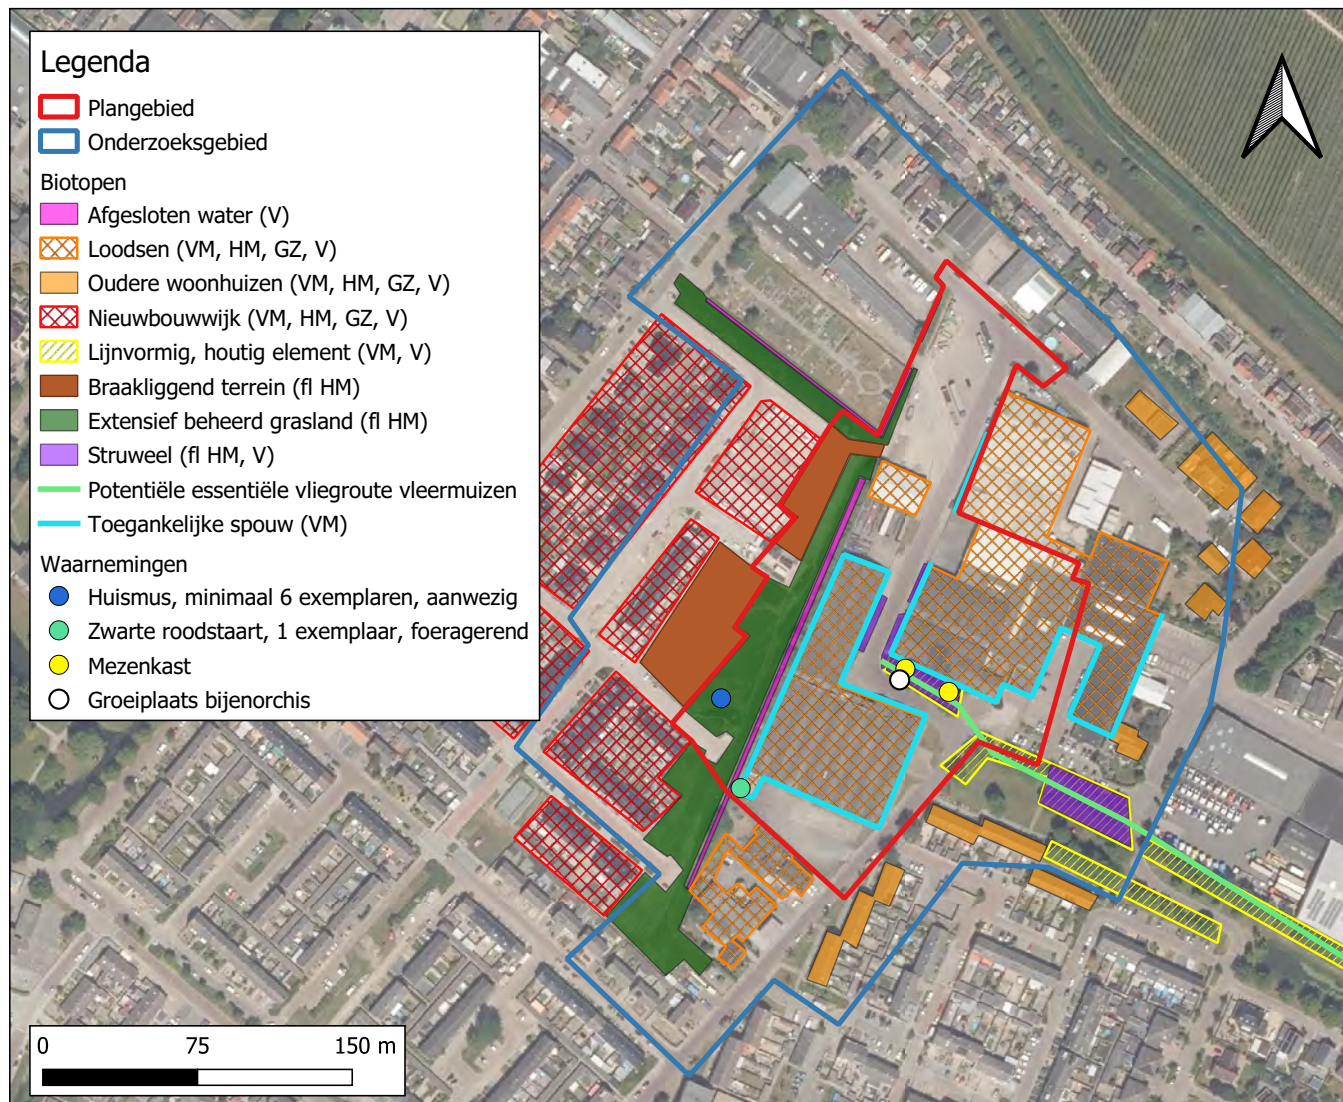 Legenda
Plangebied
Onderzoeksgebied
Biotopen
Afgesloten water (V)
Loodsen (VM, HM, GZ, V)
Oudere woonhuizen (VM, HM, GZ, V)
Nieuwbouwwijk (VM, HM, GZ, V)
Lijnvormig, houtig element (VM, V)
Braakliggend terrein (fl HM)
Extensief beheerd grasland (fl HM)
Struweel (fl HM, V)
Potentiële essentiële vliegroute vleermuizen
Toegankelijke spouw (VM)
Waarnemingen
Huismus, minimaal 6 exemplaren, aanwezig
Zwarte roodstaart, 1 exemplaar, foeragerend
Mezenkast
Groeiplaats bijenorchis
0 75 150 m